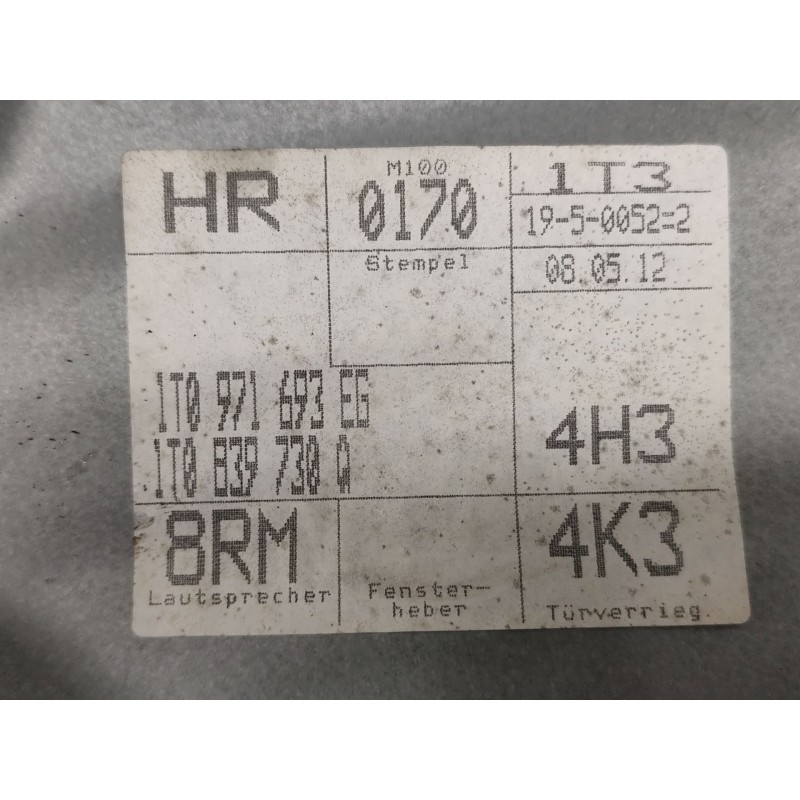 HR
M100
0170
1T3
19-5-0052=2
Stempel
08.05.12
1T0 971 693 EG
1T0 839 730 Q
4H3
8RM
Lautsprecher
Fenster-
heber
4K3
Türverrieg.